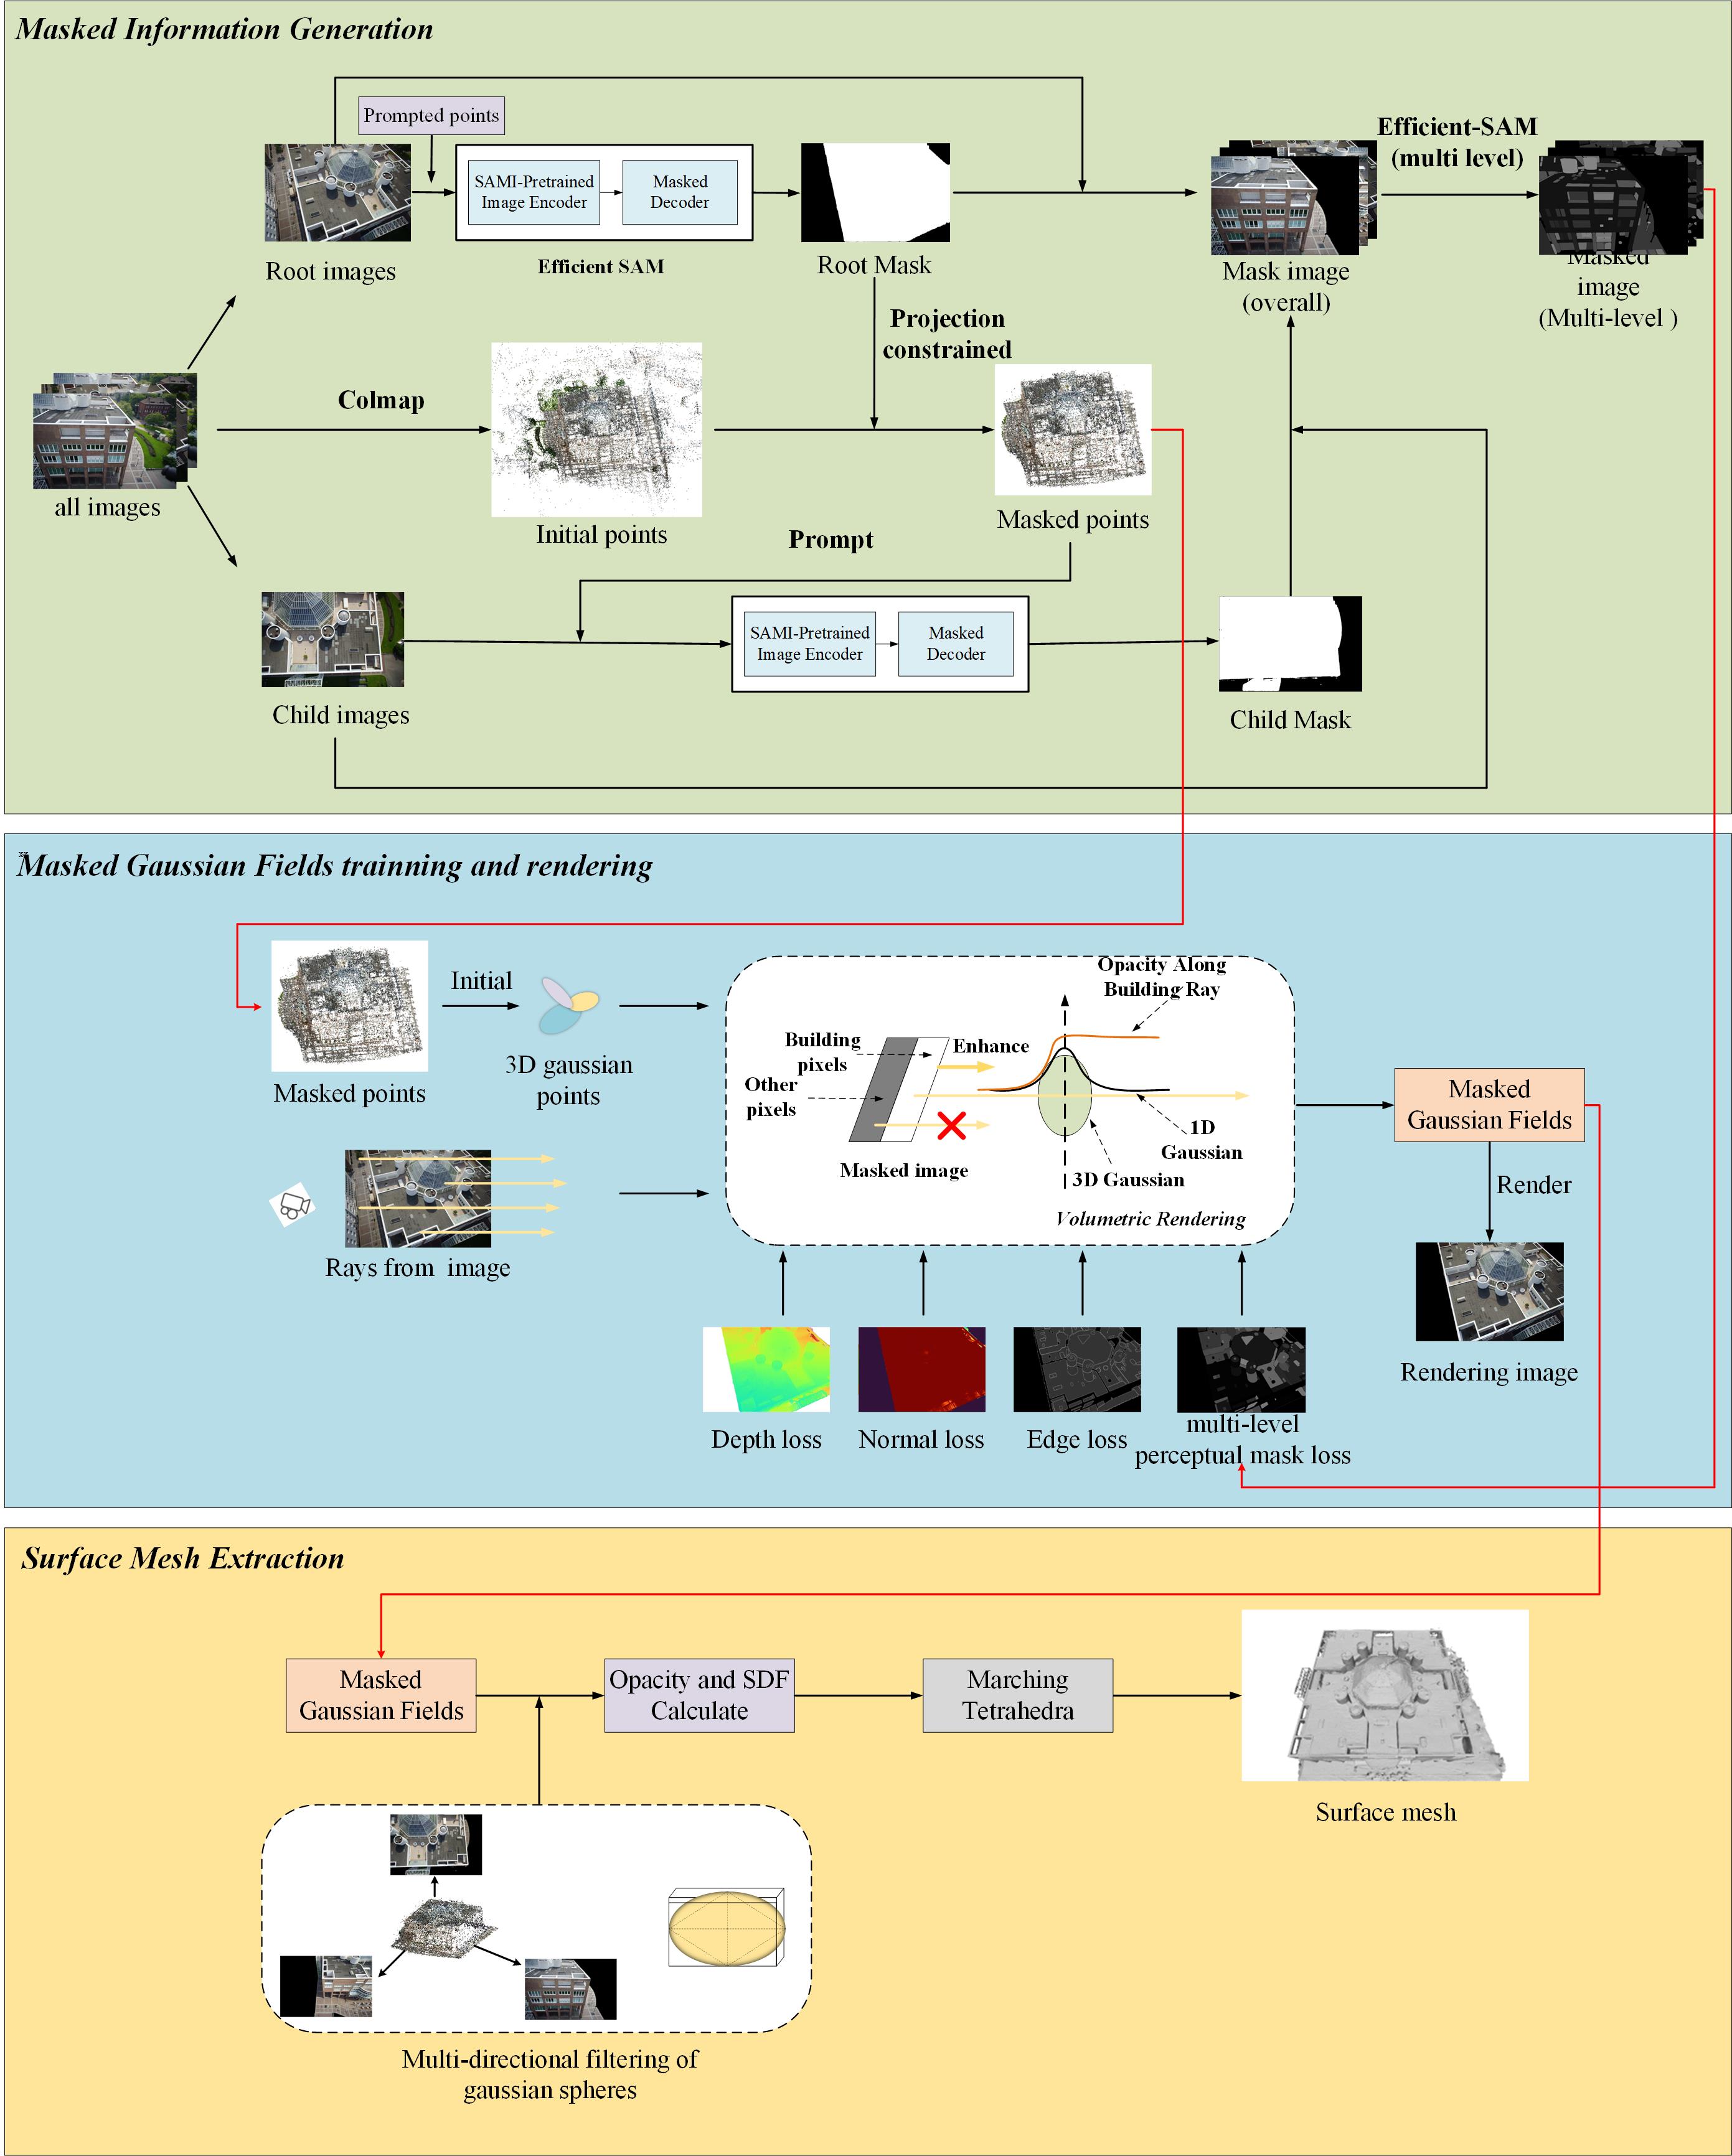 Masked Information Generation
Prompted points
SAMI-Pretrained
Image Encoder
Masked
Decoder
Efficient SAM
Root images
Root Mask
Efficient-SAM
(multi level)
Mask image
(overall)
Masked
image
(Multi-level )
Projection
constrained
Colmap
all images
Initial points
Masked points
Prompt
SAMI-Pretrained
Image Encoder
Masked
Decoder
Child images
Child Mask
Masked Gaussian Fields trainning and rendering
Masked points
Initial
3D gaussian
points
Rays from image
Opacity Along
Building Ray
Building
pixels
Enhance
Other
pixels
Masked image
1D
Gaussian
3D Gaussian
Volumetric Rendering
Masked
Gaussian Fields
Render
Rendering image
Depth loss
Normal loss
Edge loss
multi-level
perceptual mask loss
Surface Mesh Extraction
Masked
Gaussian Fields
Opacity and SDF
Calculate
Marching
Tetrahedra
Surface mesh
Multi-directional filtering of
gaussian spheres